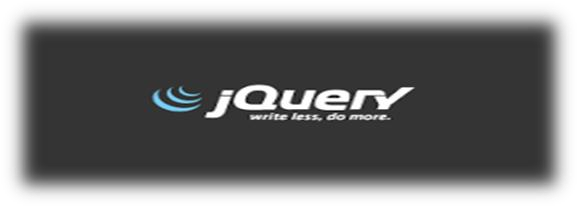 jQuery
write less, do more.